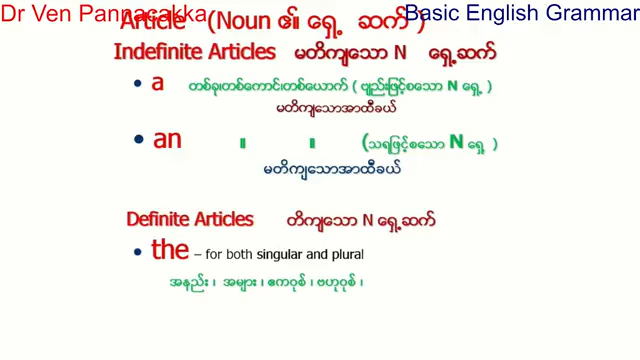 Dr Ven Pannacakka
Basic English Grammar
Article (Noun ၏ ရှေ့ ဆက် )
Indefinite Articles မတိကျသော N ရှေ့ဆက်
• a တစ်ခု၊တစ်ကောင်၊တစ်ယောက် ( ဗျည်းဖြင့်စသော N ရှေ့ )
မတိကျသောအာထီခယ်
• an ။ ။ (သရဖြင့်စသော N ရှေ့ )
မတိကျသောအာထီခယ်
Definite Articles တိကျသော N ရှေ့ဆက်
• the – for both singular and plural
အနည်း ၊ အများ ၊ ဧကဝုစ် ၊ ဗဟုဝုစ် ၊